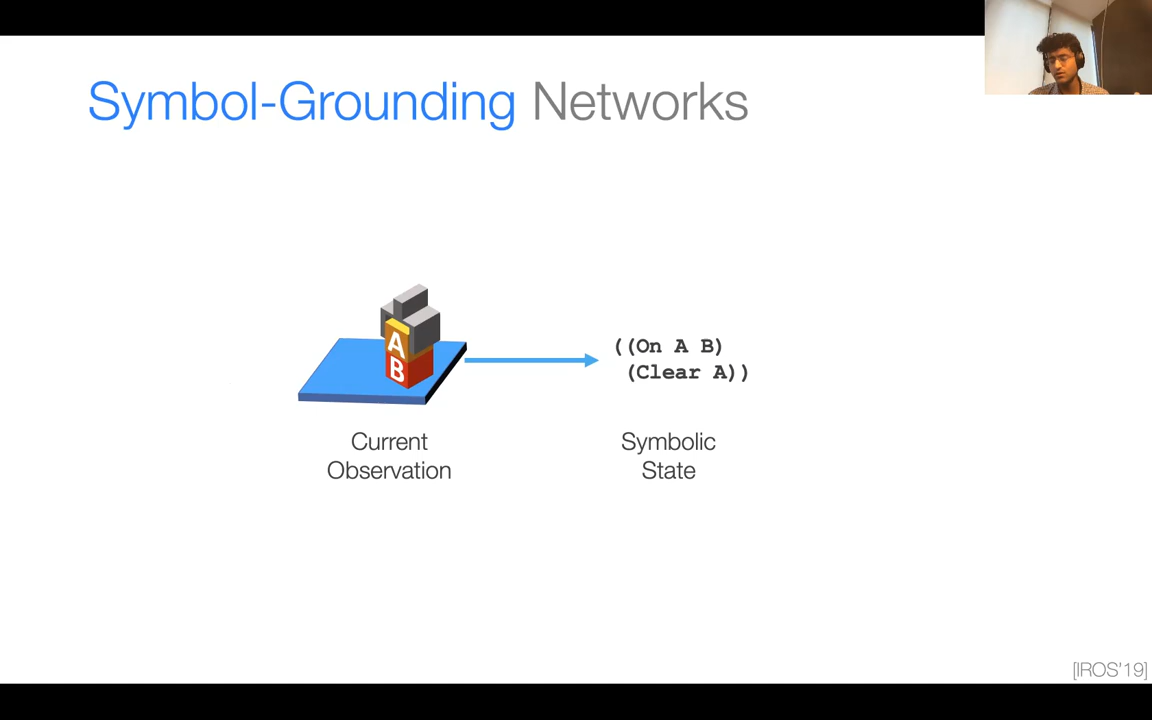 Symbol-Grounding Networks
A
B
((On A B)
(Clear A))
Current
Observation
Symbolic
State
[IROS'19]